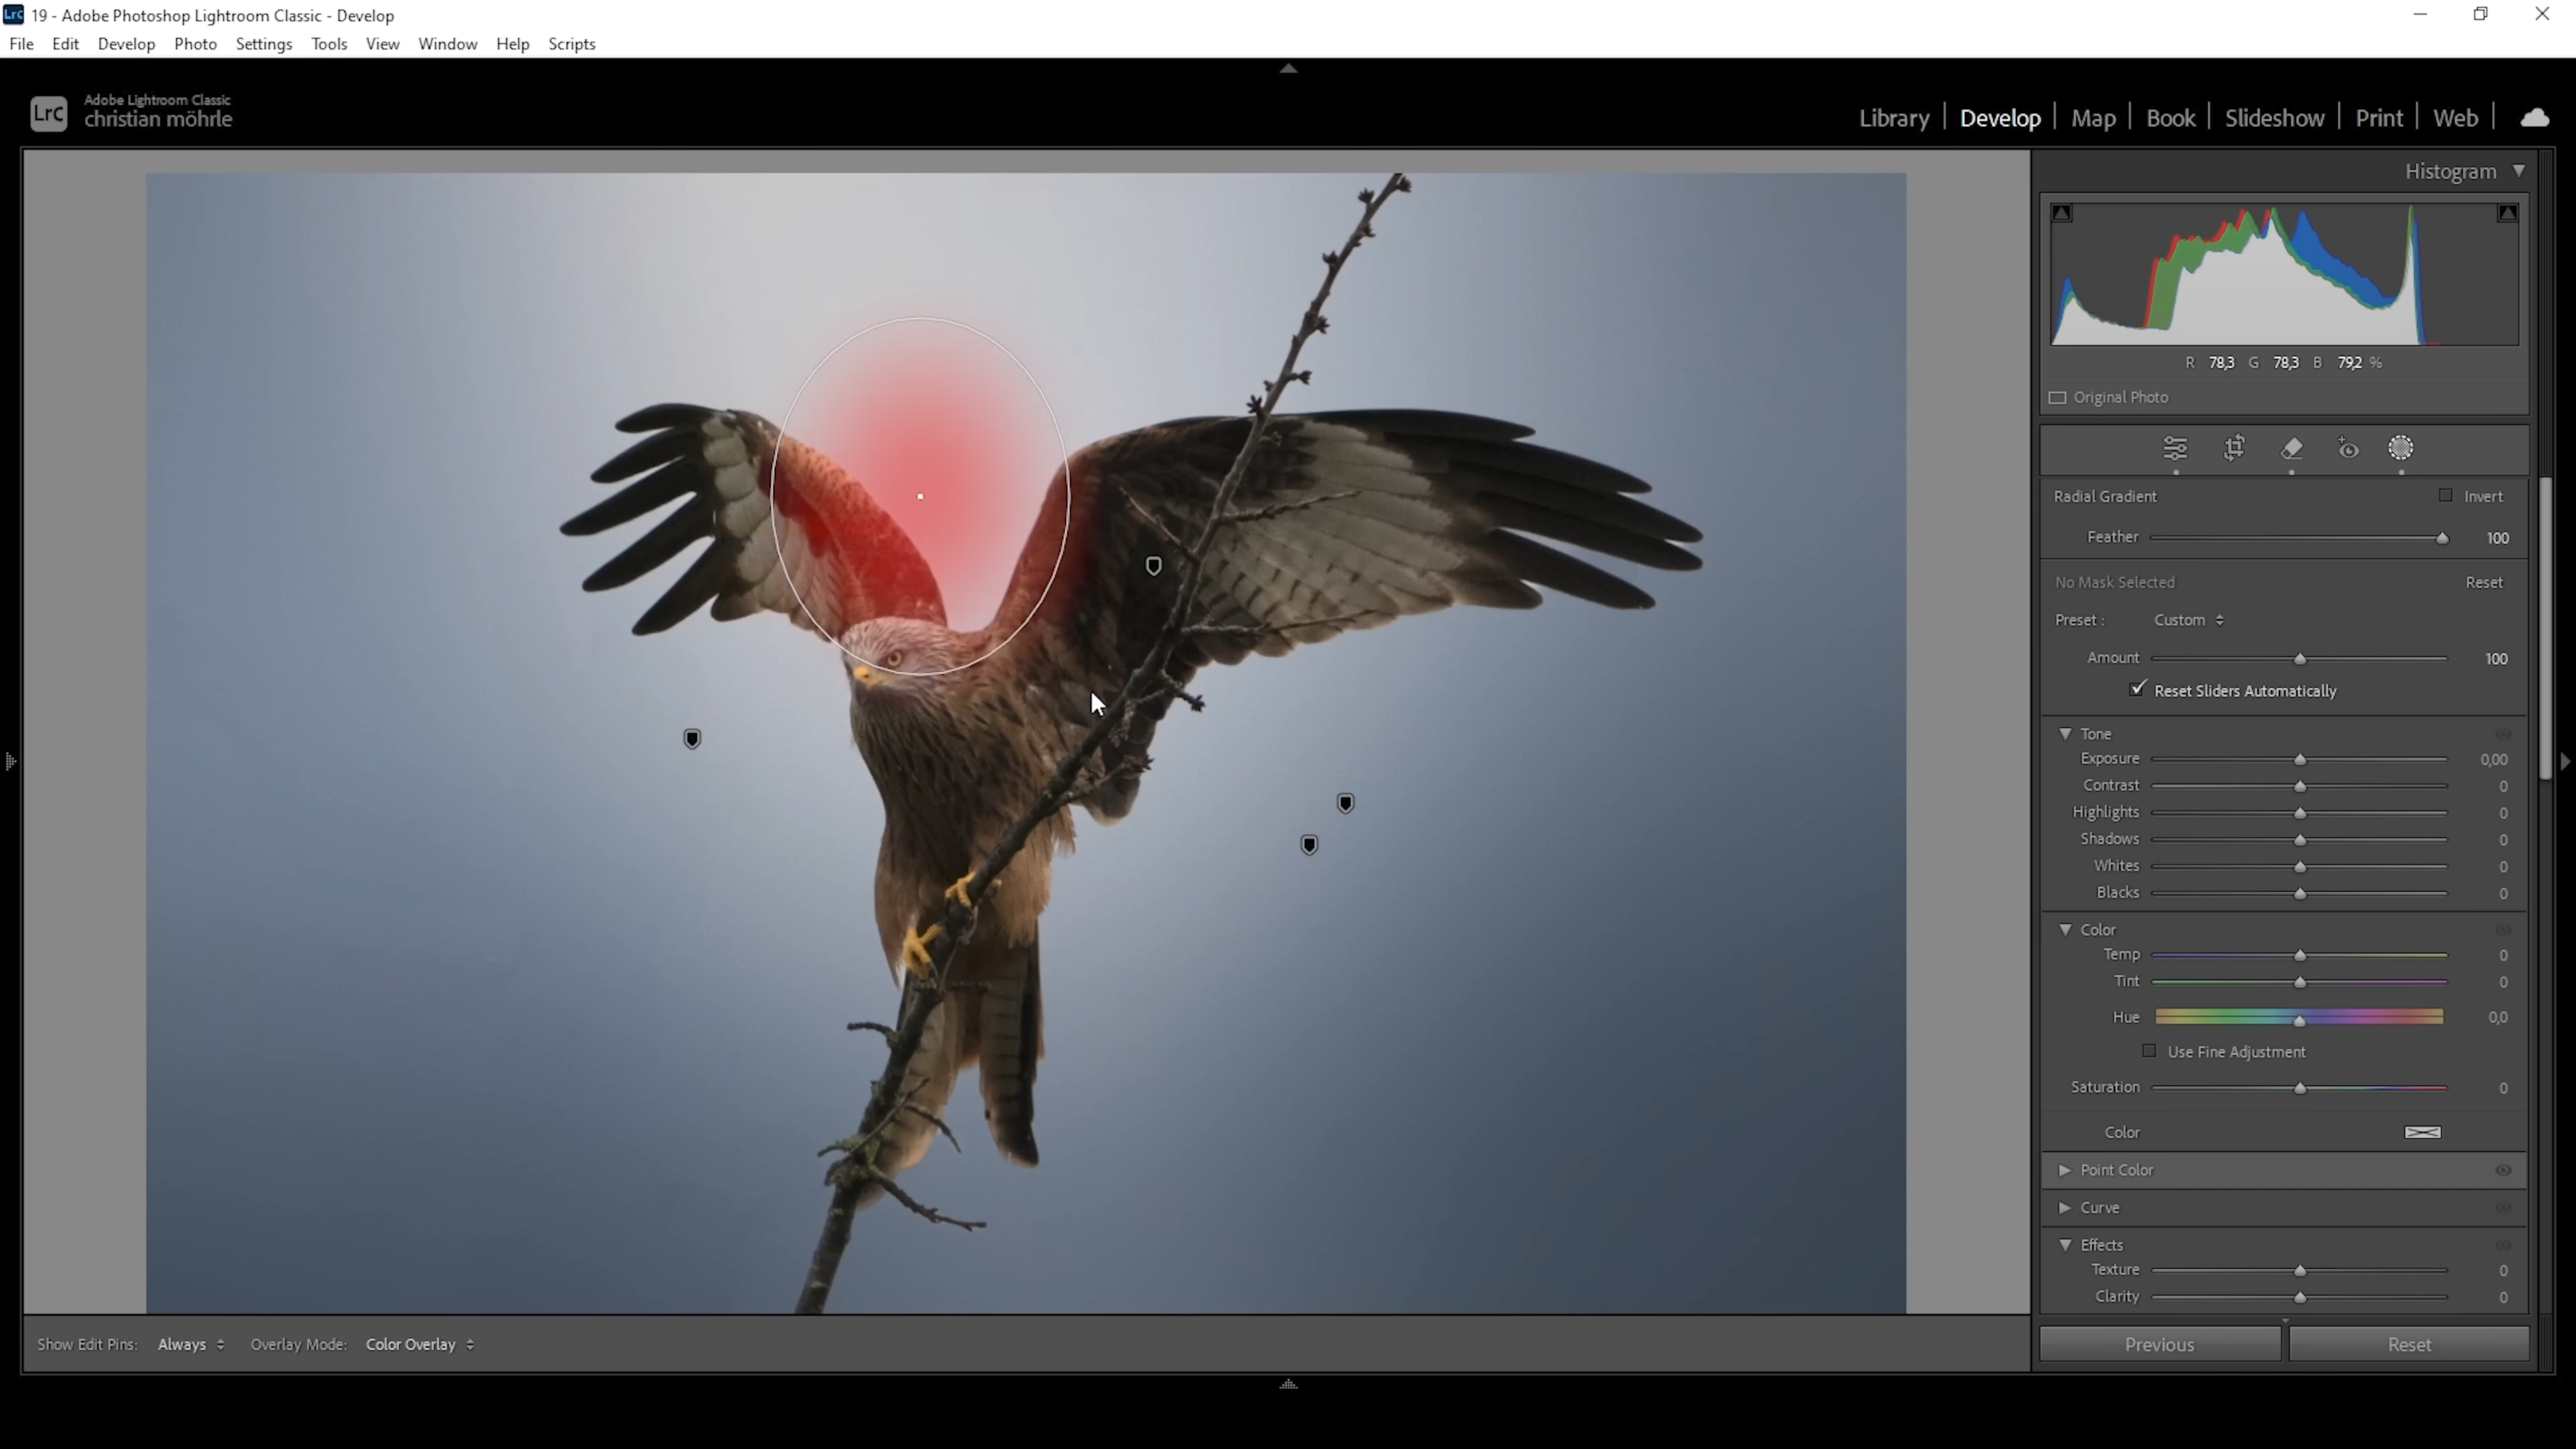 Lrc 19 - Adobe Photoshop Lightroom Classic - Develop
File Edit Develop Photo Settings Tools View Window Help Scripts
Lrc Adobe Lightroom Classic
christian möhrle
Library | Develop | Map | Book | Slideshow | Print | Web |
Histogram
R 78,3 G 78,3 B 79,2 %
Original Photo
Radial Gradient Invert
Feather 100
No Mask Selected Reset
Preset : Custom
Amount 100
Reset Sliders Automatically
Tone
Exposure 0,00
Contrast 0
Highlights 0
Shadows 0
Whites 0
Blacks 0
Color
Temp 0
Tint 0
Hue 0,0
Use Fine Adjustment
Saturation 0
Color
Point Color
Curve
Effects
Texture 0
Clarity 0
Show Edit Pins: Always Overlay Mode: Color Overlay
Previous Reset